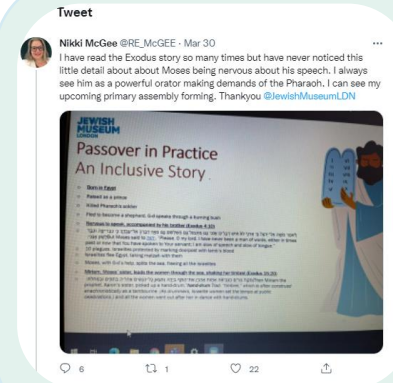 Tweet
Nikki McGee @RE_McGEE · Mar 30
I have read the Exodus story so many times but have never noticed this
little detail about about Moses being nervous about his speech. I always
see him as a powerful orator making demands of the Pharaoh. I can see my
upcoming primary assembly forming. Thankyou @JewishMuseumLDN
JEWISH
MUSEUM
LONDON
Passover in Practice
An Inclusive Story
Born in Egypt
Raised as a prince
Killed Pharaoh's soldier
Fled to become a shepherd, G-d speaks through a burning bush
Nervous to speak, accompanied by his brother (Exodus 4:10)
10 plagues, Israelites protected by marking doorpost with lamb's blood
Israelites flee Egypt, taking matzah with them
Moses, with G-d's help, splits the sea, freeing all the Israelites
6
1
22